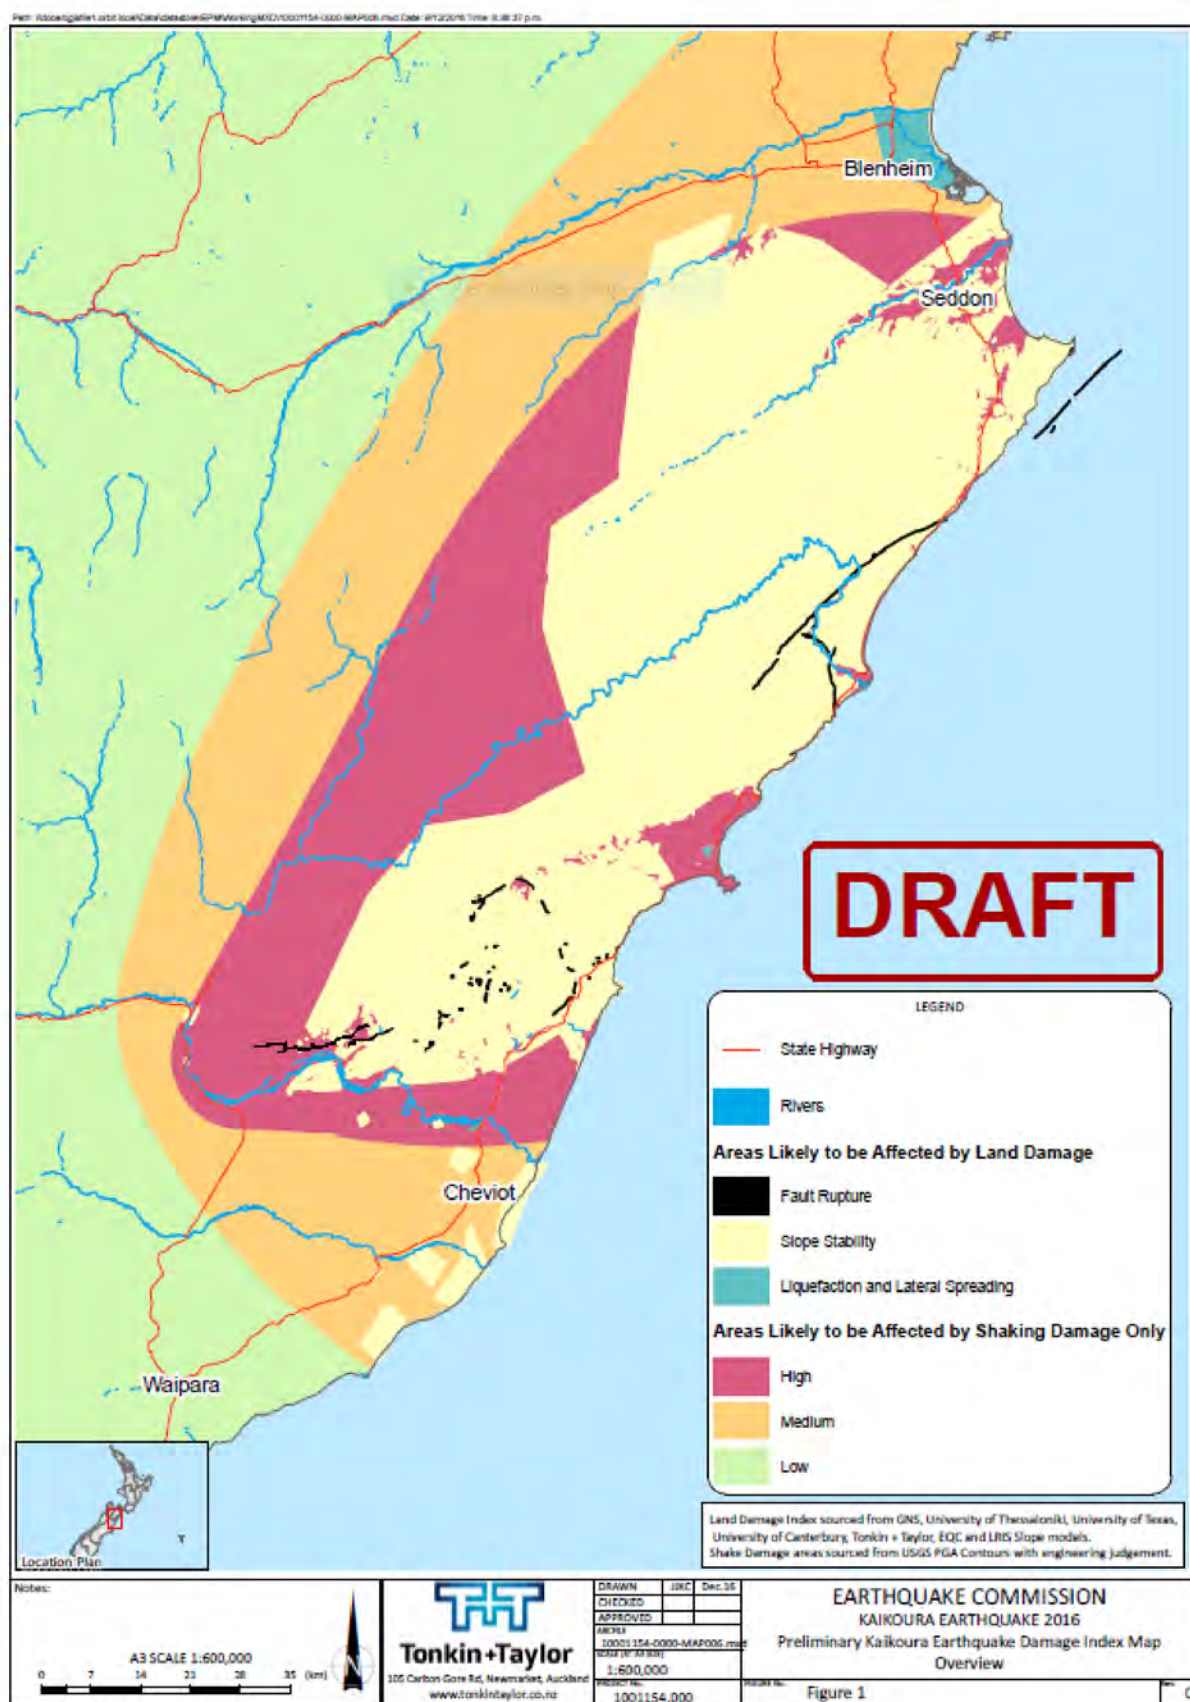 Blenheim
Seddon
DRAFT
LEGEND
State Highway
Rivers
Areas Likely to be Affected by Land Damage
Fault Rupture
Slope Stability
Liquefaction and Lateral Spreading
Areas Likely to be Affected by Shaking Damage Only
High
Medium
Low
Cheviot
Waipara
Location Plan
Land Damage Index sourced from GNS, University of Thessaloniki, University of Texas,
University of Canterbury, Tonkin + Taylor, EQC and LRIS Slope models.
Shake Damage areas sourced from USGS PGA Contours with engineering judgement.
Notes:
A3 SCALE 1:600,000
0 7 14 21 28 35 (km)
N
Tonkin+Taylor
105 Carlton Gore Rd, Newmarket, Auckland
www.tonkintaylor.co.nz
DRAWN JJKC Dec.16
CHECKED
APPROVED
10001154-0000-MAP006.mxd
1:600,000
PROJECT No.
1001154.000
EARTHQUAKE COMMISSION
KAIKOURA EARTHQUAKE 2016
Preliminary Kaikoura Earthquake Damage Index Map
Overview
Figure 1